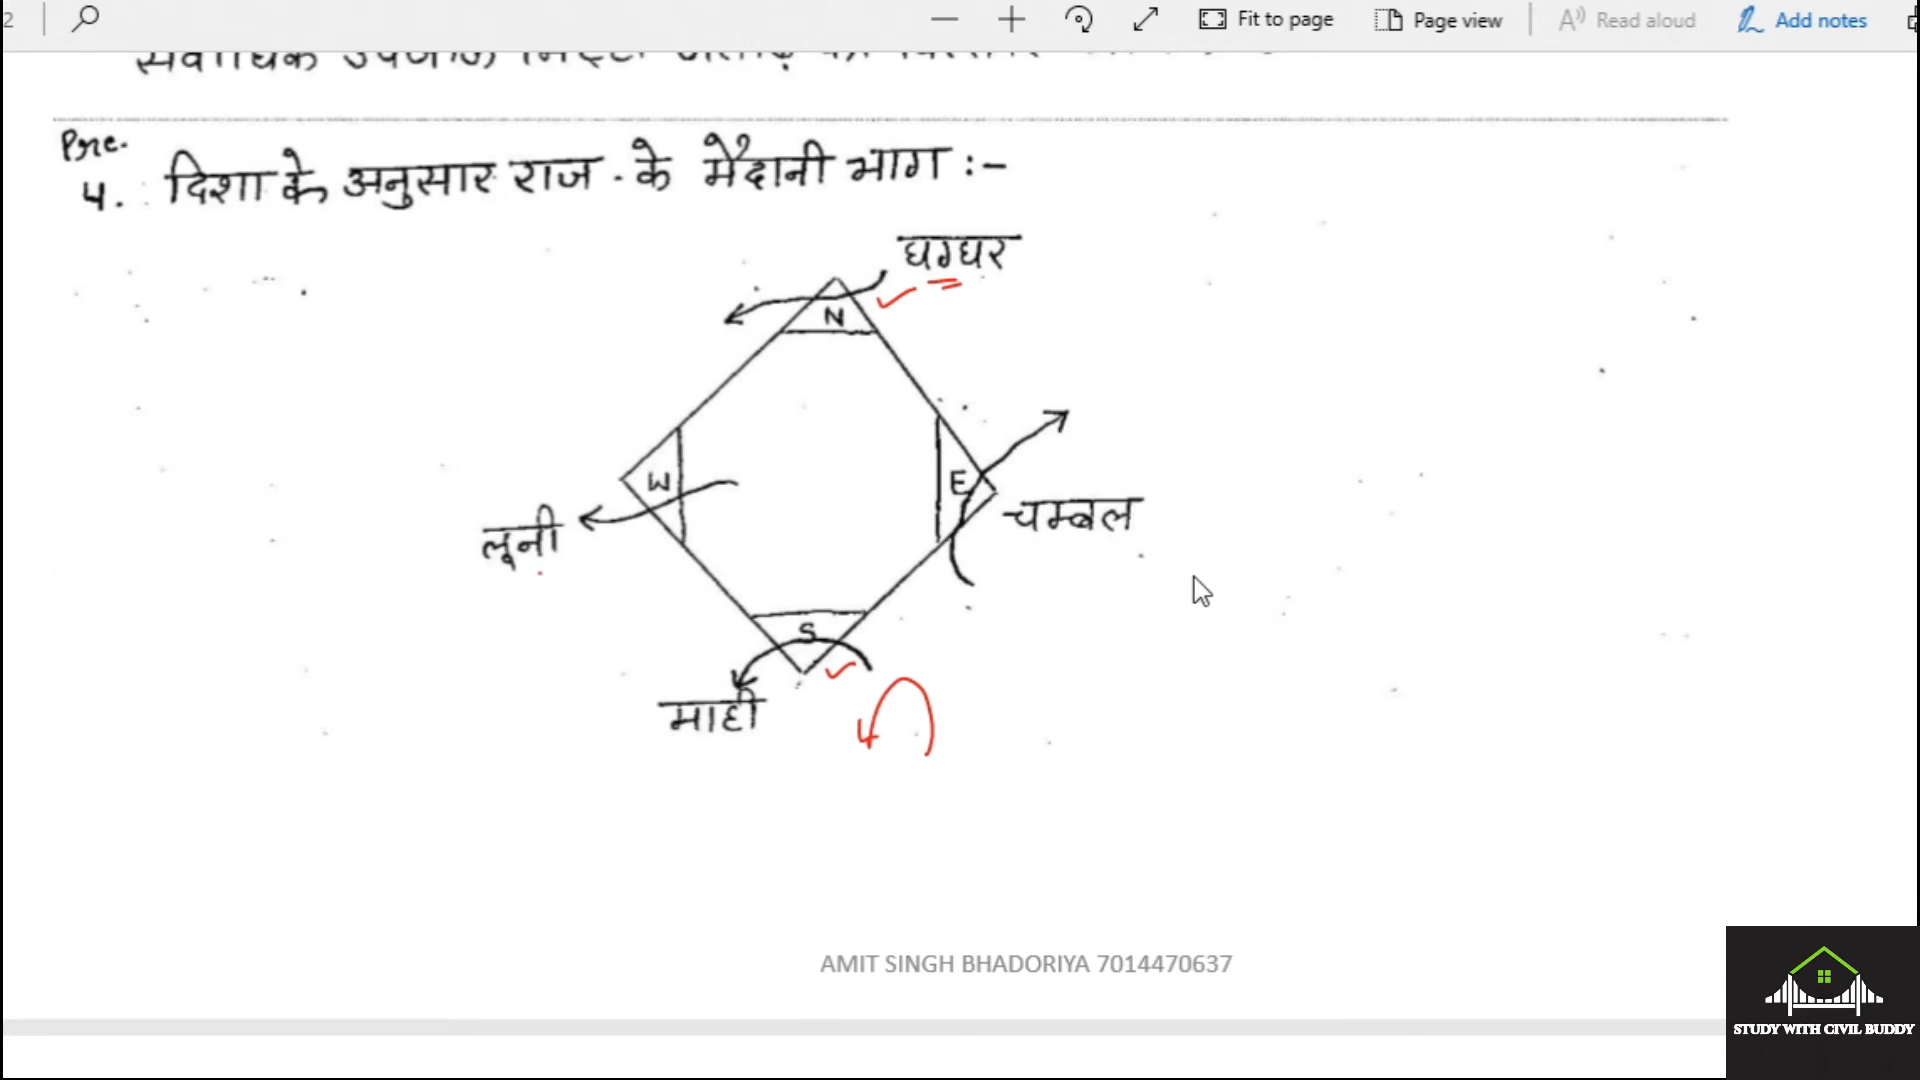 2
Fit to page
Page view
Read aloud
Add notes
Pre.
4. दिशा के अनुसार राज. के मैदानी भाग :-
घग्घर
N
W
E
चम्बल
लूनी
S
माही
AMIT SINGH BHADORIYA 7014470637
STUDY WITH CIVIL BUDDY